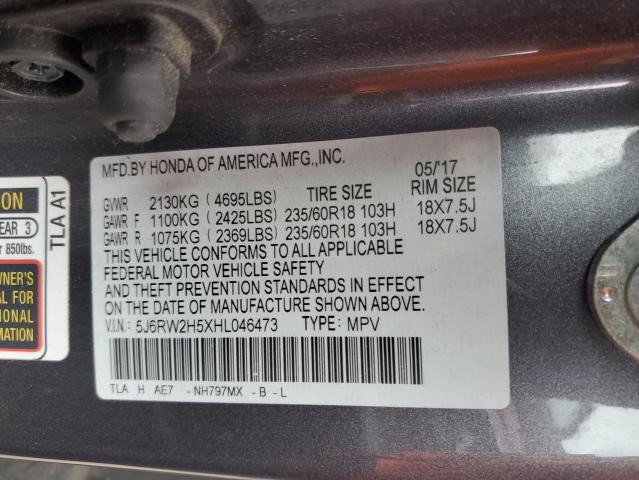 MFD.BY HONDA OF AMERICA MFG.,INC. 05/'17
GVWR 2130KG ( 4695LBS) TIRE SIZE RIM SIZE
GAWR F 1100KG ( 2425LBS) 235/60R18 103H 18X7.5J
GAWR R 1075KG ( 2369LBS) 235/60R18 103H 18X7.5J
THIS VEHICLE CONFORMS TO ALL APPLICABLE
FEDERAL MOTOR VEHICLE SAFETY
AND THEFT PREVENTION STANDARDS IN EFFECT
ON THE DATE OF MANUFACTURE SHOWN ABOVE.
V.I.N.: 5J6RW2H5XHL046473 TYPE: MPV
TLA H AE7 -NH797MX -B -L
TLA A1
ION
EAR 3
r 850lbs.
WNER'S
AL FOR
IONAL
MATION